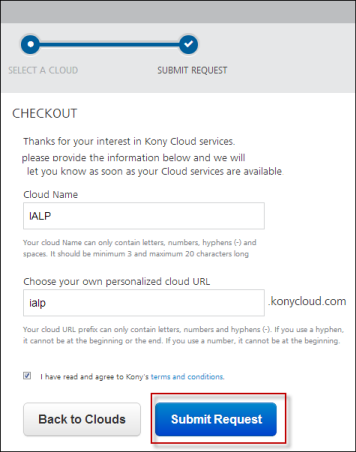 SELECT A CLOUD SUBMIT REQUEST
CHECKOUT
Thanks for your interest in Kony Cloud services.
please provide the information below and we will
let you know as soon as your Cloud services are available
Cloud Name
IALP
Your cloud Name can only contain letters, numbers, hyphens (-) and
spaces. It should be minimum 3 and maximum 20 characters long
Choose your own personalized cloud URL
ialp .konycloud.com
Your cloud URL prefix can only contain letters, numbers and hyphens (-). If you use a hyphen,
it cannot be at the beginning or the end. If you use a number, it cannot be at the beginning.
I have read and agree to Kony's terms and conditions.
Back to Clouds Submit Request